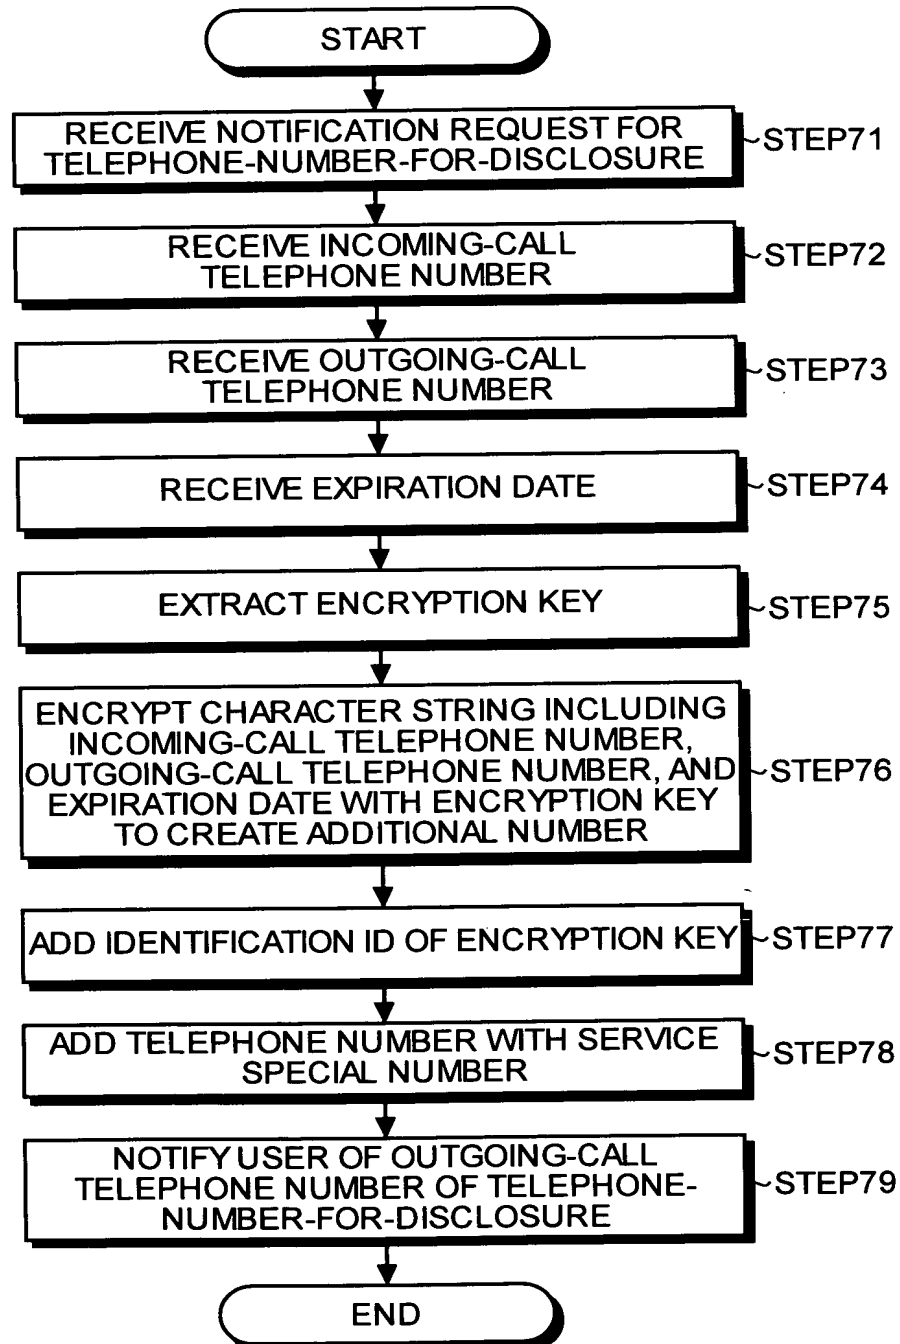 START
RECEIVE NOTIFICATION REQUEST FOR
TELEPHONE-NUMBER-FOR-DISCLOSURE
STEP71
RECEIVE INCOMING-CALL
TELEPHONE NUMBER
STEP72
RECEIVE OUTGOING-CALL
TELEPHONE NUMBER
STEP73
RECEIVE EXPIRATION DATE
STEP74
EXTRACT ENCRYPTION KEY
STEP75
ENCRYPT CHARACTER STRING INCLUDING
INCOMING-CALL TELEPHONE NUMBER,
OUTGOING-CALL TELEPHONE NUMBER, AND
EXPIRATION DATE WITH ENCRYPTION KEY
TO CREATE ADDITIONAL NUMBER
STEP76
ADD IDENTIFICATION ID OF ENCRYPTION KEY
STEP77
ADD TELEPHONE NUMBER WITH SERVICE
SPECIAL NUMBER
STEP78
NOTIFY USER OF OUTGOING-CALL
TELEPHONE NUMBER OF TELEPHONE-
NUMBER-FOR-DISCLOSURE
STEP79
END